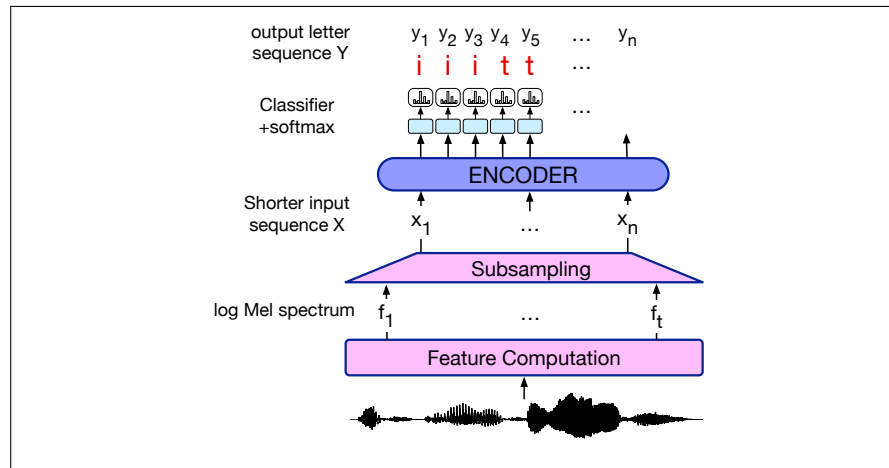 output letter sequence Y
y1 y2 y3 y4 y5 ... yn
i i i t t ...
Classifier +softmax
...
ENCODER
Shorter input sequence X
x1 ... xn
Subsampling
log Mel spectrum
f1 ... ft
Feature Computation